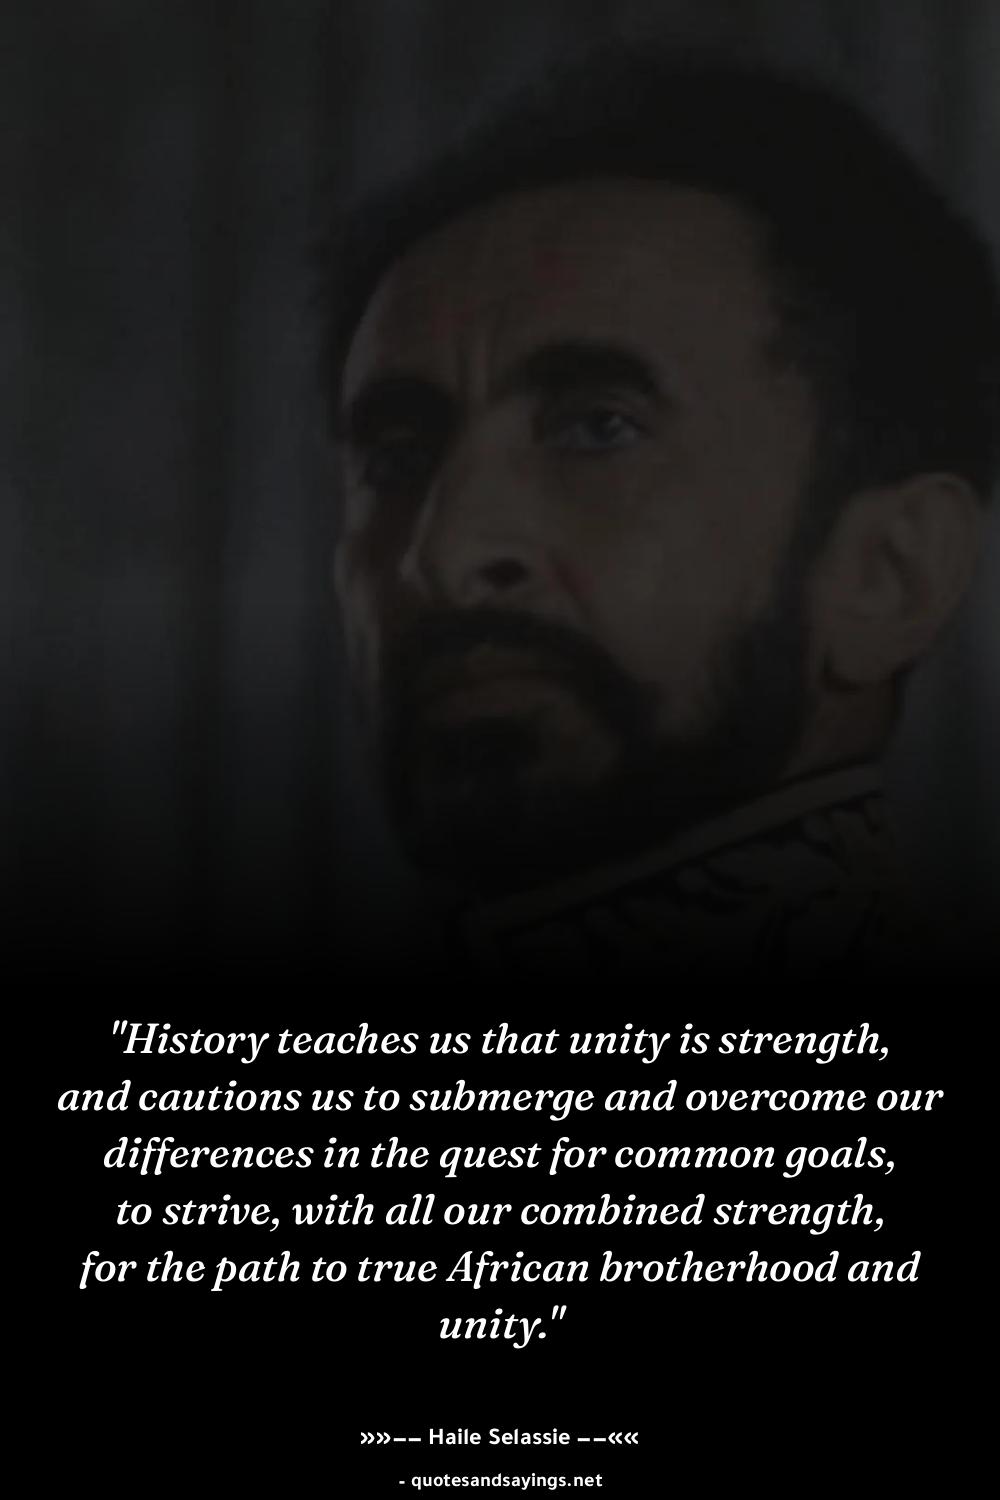 "History teaches us that unity is strength,
and cautions us to submerge and overcome our
differences in the quest for common goals,
to strive, with all our combined strength,
for the path to true African brotherhood and
unity."
»»−− Haile Selassie −−««
- quotesandsayings.net